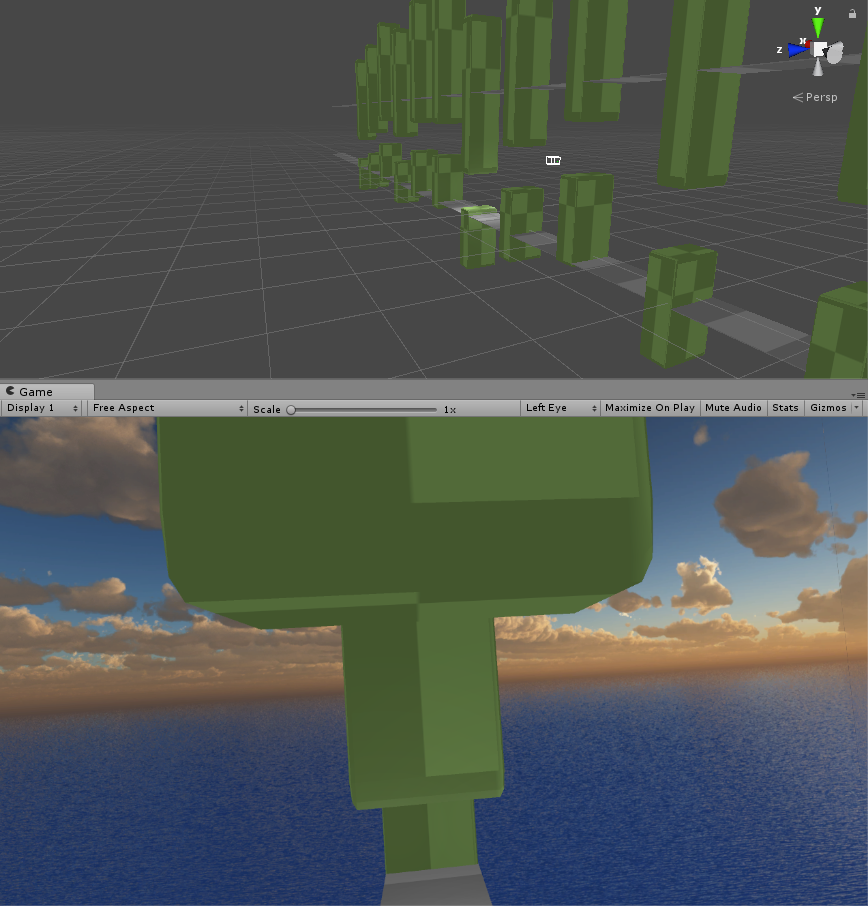 y
x
z
Persp
Game
Display 1
Free Aspect
Scale
1x
Left Eye
Maximize On Play
Mute Audio
Stats
Gizmos